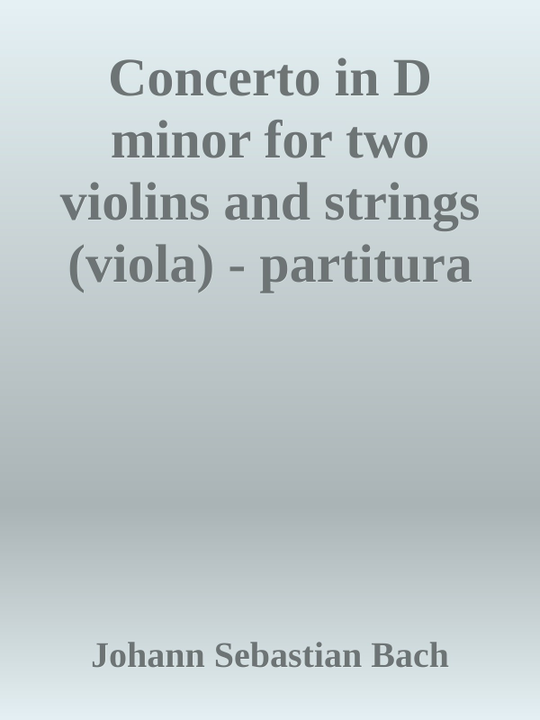 Concerto in D
minor for two
violins and strings
(viola) - partitura
Johann Sebastian Bach